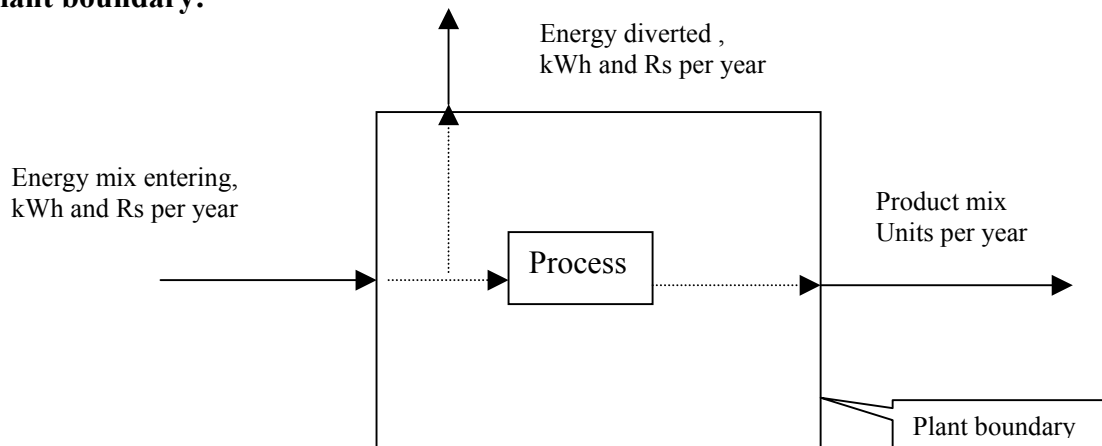 boundary:
Energy diverted ,
kWh and Rs per year
Energy mix entering,
kWh and Rs per year
Product mix
Units per year
Process
Plant boundary